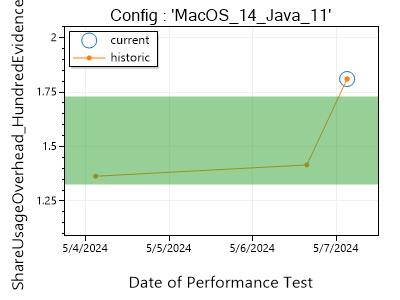 Config : 'MacOS_14_Java_11'
ShareUsageOverhead_HundredEvidence
current
historic
2
1.75
1.5
1.25
5/4/2024
5/5/2024
5/6/2024
5/7/2024
Date of Performance Test